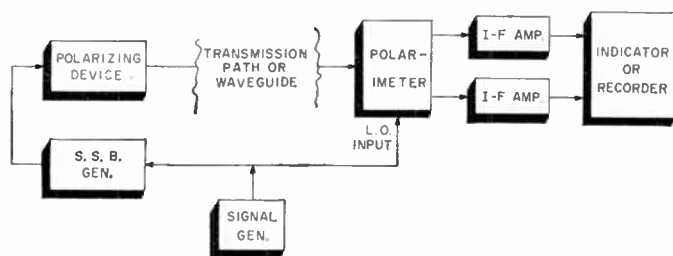 POLARIZING
DEVICE
TRANSMISSION
PATH OR
WAVEGUIDE
POLAR-
IMETER
I-F AMP.
I-F AMP.
INDICATOR
OR
RECORDER
L.O.
INPUT
S. S. B.
GEN.
SIGNAL
GEN.